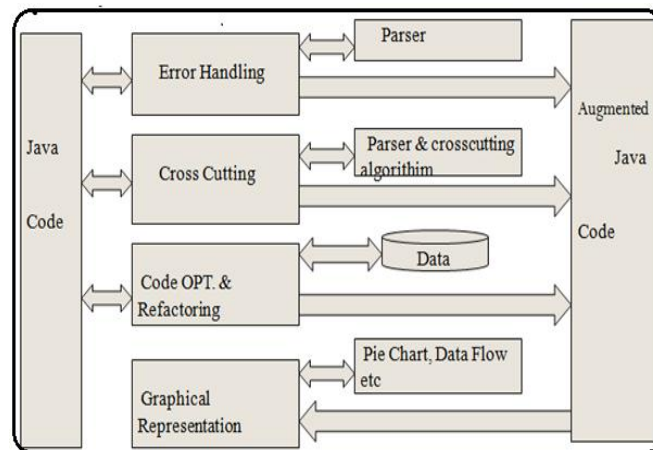 Java
Code
Error Handling
Parser
Cross Cutting
Parser & crosscutting
algorithim
Code OPT. &
Refactoring
Data
Graphical
Representation
Pie Chart, Data Flow
etc
Augmented
Java
Code